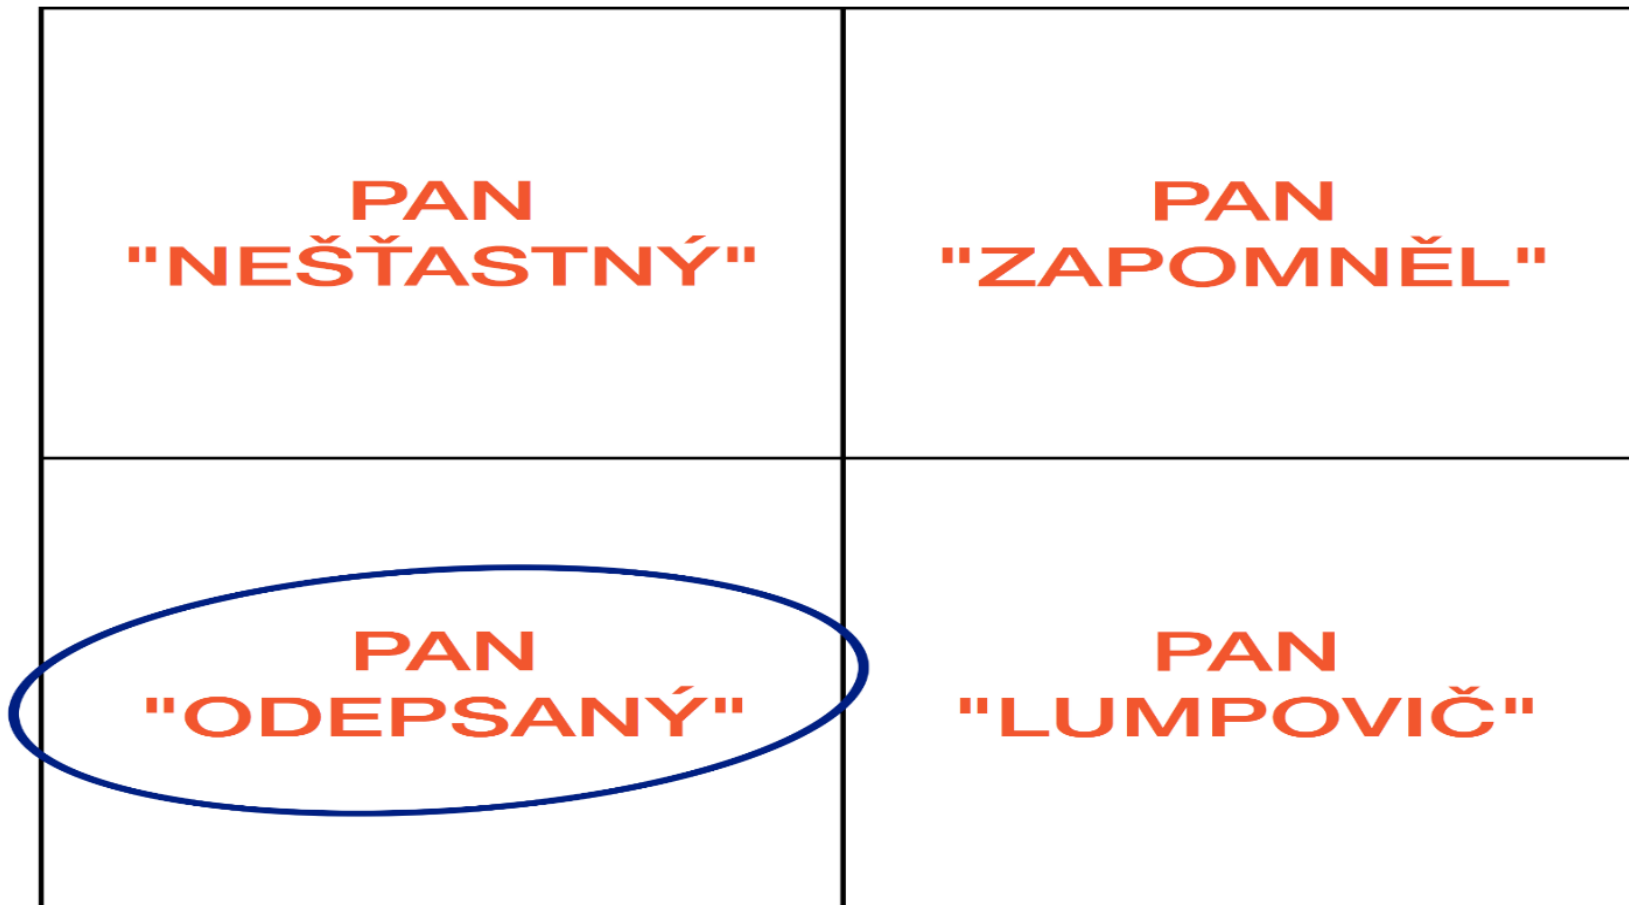 PAN
"NEŠŤASTNÝ"
PAN
"ZAPOMNĚL"
PAN
"ODEPSANÝ"
PAN
"LUMPOVIČ"